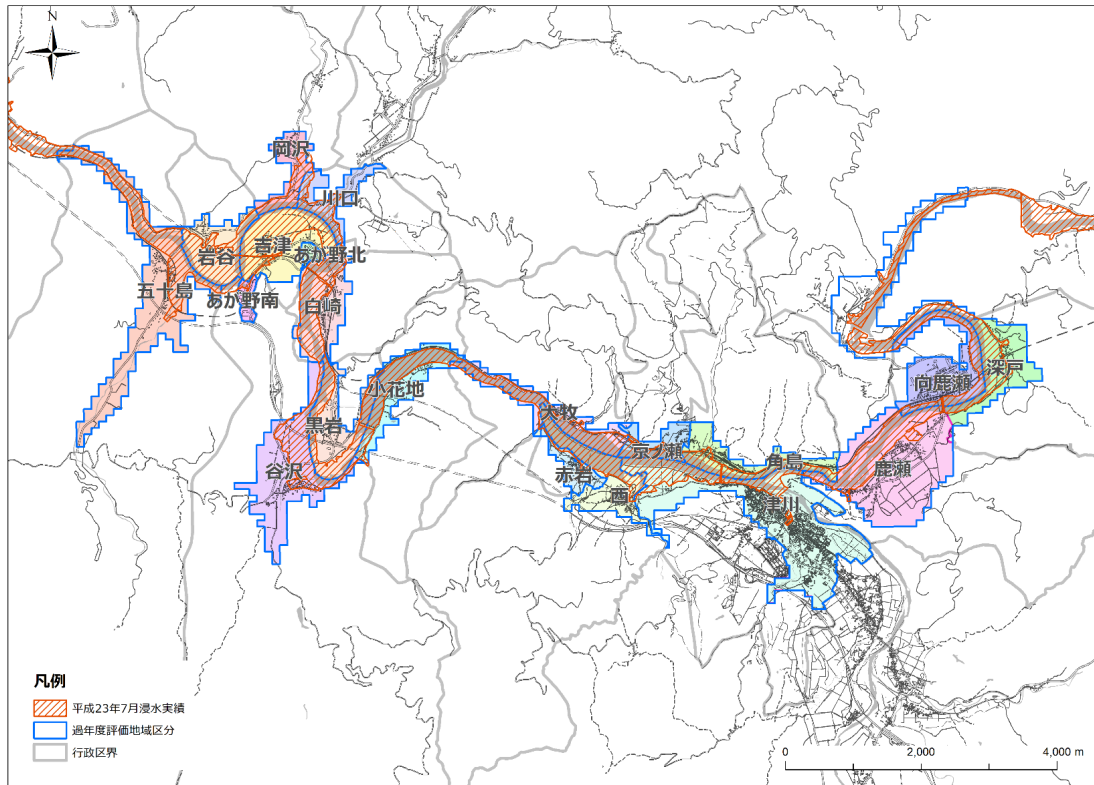 N
岡沢
川口
岩谷
吉津
あが野北
五十島
あが野南
白崎
小花地
向鹿瀬
深戸
大牧
黒岩
京ノ瀬
角島
谷沢
赤岩
鹿瀬
西
津川
凡例
平成23年7月浸水実績
過年度評価地域区分
行政区界
0 2,000 4,000 m